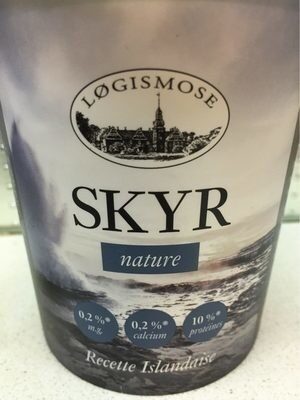 LØGISMOSE
SKYR
nature
0,2 %*
m.g.
0,2 %*
calcium
10 %*
protéines
Recette Islandaise